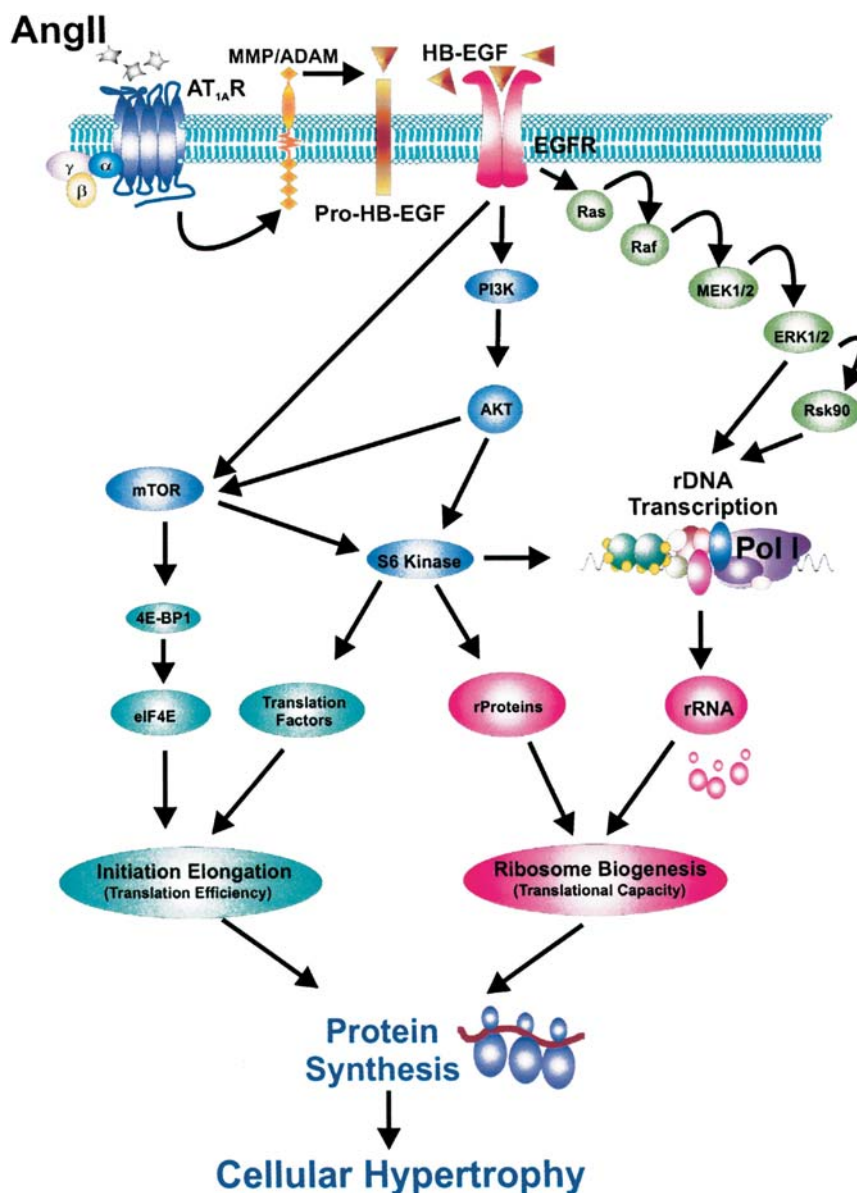 AngII
MMP/ADAM
HB-EGF
AT1AR
γ
α
β
EGFR
Pro-HB-EGF
Ras
Raf
PI3K
MEK1/2
ERK1/2
AKT
Rsk90
mTOR
rDNA
Transcription
S6 Kinase
Pol I
4E-BP1
eIF4E
Translation
Factors
rProteins
rRNA
Initiation Elongation
(Translation Efficiency)
Ribosome Biogenesis
(Translational Capacity)
Protein
Synthesis
Cellular Hypertrophy